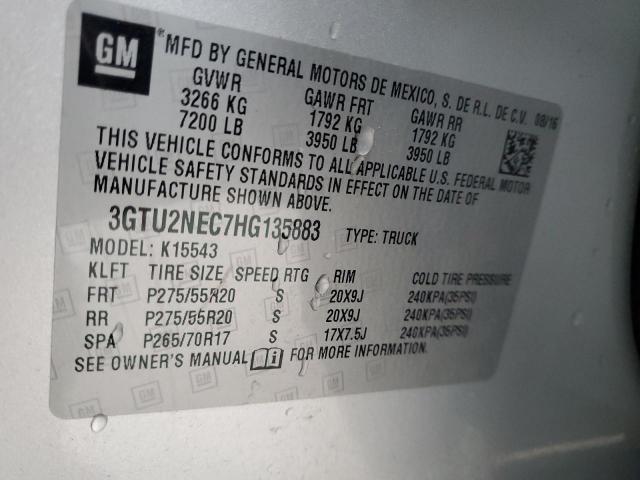 GM
*MFD BY GENERAL MOTORS DE MEXICO, S. DE R.L. DE C.V. 08/16
GVWR GAWR FRT GAWR RR
3266 KG 1792 KG 1792 KG
7200 LB 3950 LB 3950 LB
THIS VEHICLE CONFORMS TO ALL APPLICABLE U.S. FEDERAL MOTOR
VEHICLE SAFETY STANDARDS IN EFFECT ON THE DATE OF
MANUFACTURE SHOWN ABOVE.
3GTU2NEC7HG135883 TYPE: TRUCK
MODEL: K15543
KLFT TIRE SIZE SPEED RTG RIM COLD TIRE PRESSURE
FRT P275/55R20 S 20X9J 240KPA(35PSI)
RR P275/55R20 S 20X9J 240KPA(35PSI)
SPA P265/70R17 S 17X7.5J 240KPA(35PSI)
SEE OWNER'S MANUAL FOR MORE INFORMATION.